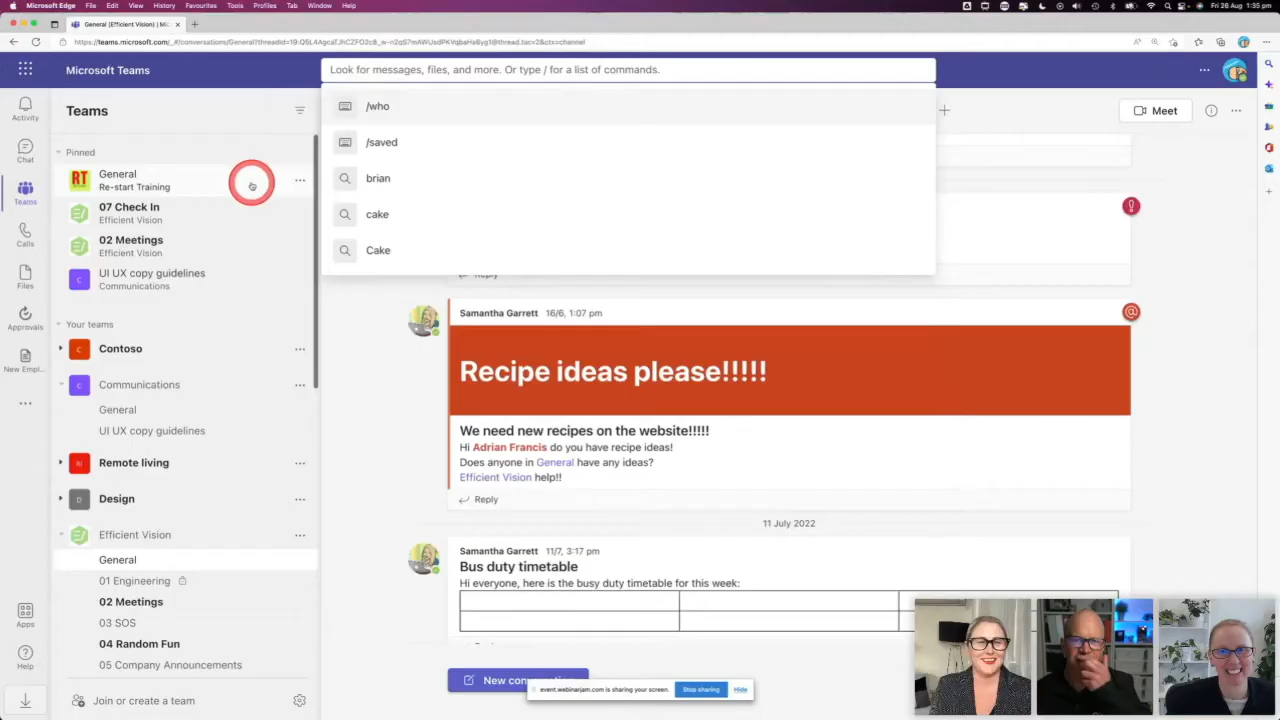 Microsoft Edge File Edit View History Favourites Tools Profiles Tab Window Help
Fri 26 Aug 1:35 pm
General (Efficient Vision) | Mic
Microsoft Teams
Look for messages, files, and more. Or type / for a list of commands.
Activity
Chat
Teams
Calls
Files
Approvals
New Empl...
Apps
Help
Teams
Pinned
RT
General
Re-start Training
07 Check In
Efficient Vision
02 Meetings
Efficient Vision
C
UI UX copy guidelines
Communications
Your teams
C
Contoso
C
Communications
General
UI UX copy guidelines
Rl
Remote living
D
Design
Efficient Vision
General
01 Engineering
02 Meetings
03 SOS
04 Random Fun
05 Company Announcements
Join or create a team
/who
/saved
brian
cake
Cake
Meet
Reply
Samantha Garrett 16/6, 1:07 pm
Recipe ideas please!!!!!
We need new recipes on the website!!!!!
Hi Adrian Francis do you have recipe ideas!
Does anyone in General have any ideas?
Efficient Vision help!!
Reply
11 July 2022
Samantha Garrett 11/7, 3:17 pm
Bus duty timetable
Hi everyone, here is the busy duty timetable for this week:
New conv
event.webinarjam.com is sharing your screen.
Stop sharing
Hide